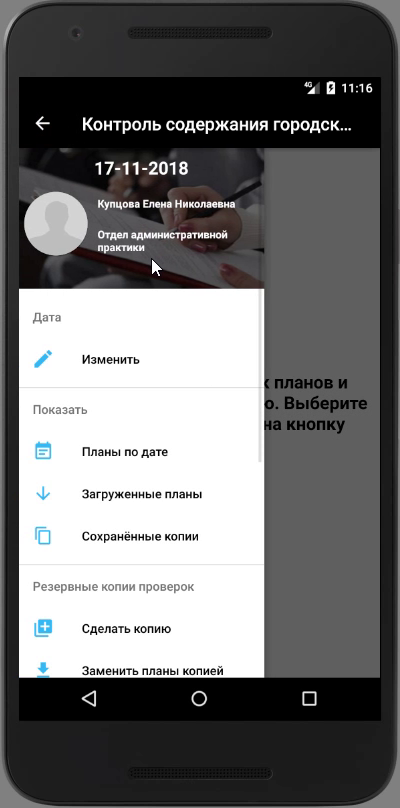 4G 11:16
Контроль содержания городск...
17-11-2018
Купцова Елена Николаевна
Отдел административной
практики
Дата
Изменить
Показать
Планы по дате
Загруженные планы
Сохранённые копии
Резервные копии проверок
Сделать копию
Заменить планы копией
к планов и
о. Выберите
на кнопку